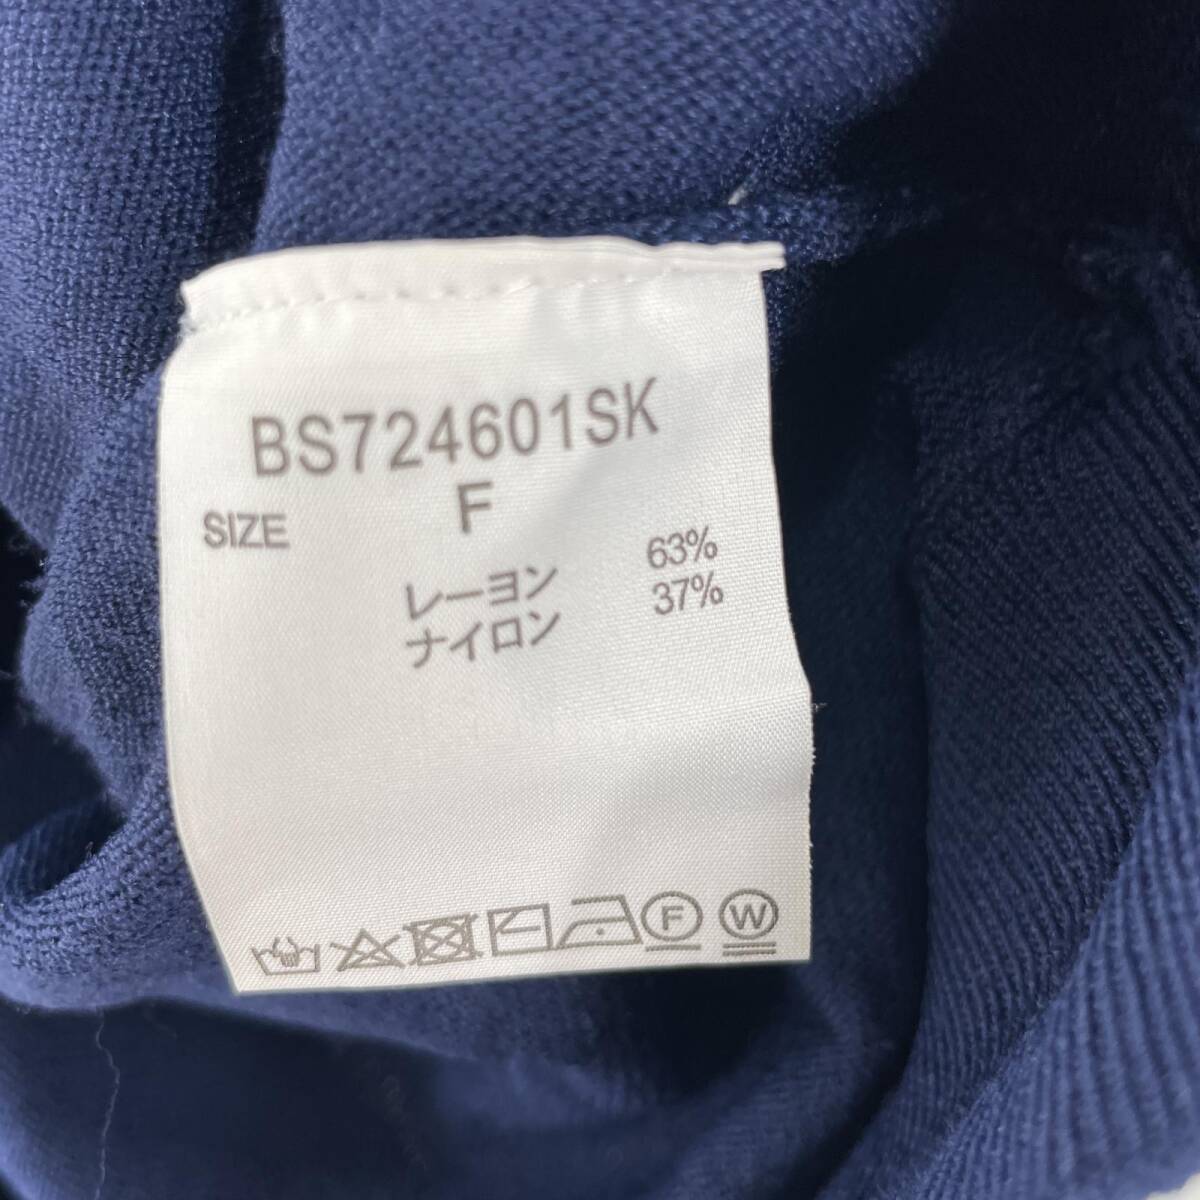 BS724601SK
SIZE F
レーヨン 63%
ナイロン 37%
F W